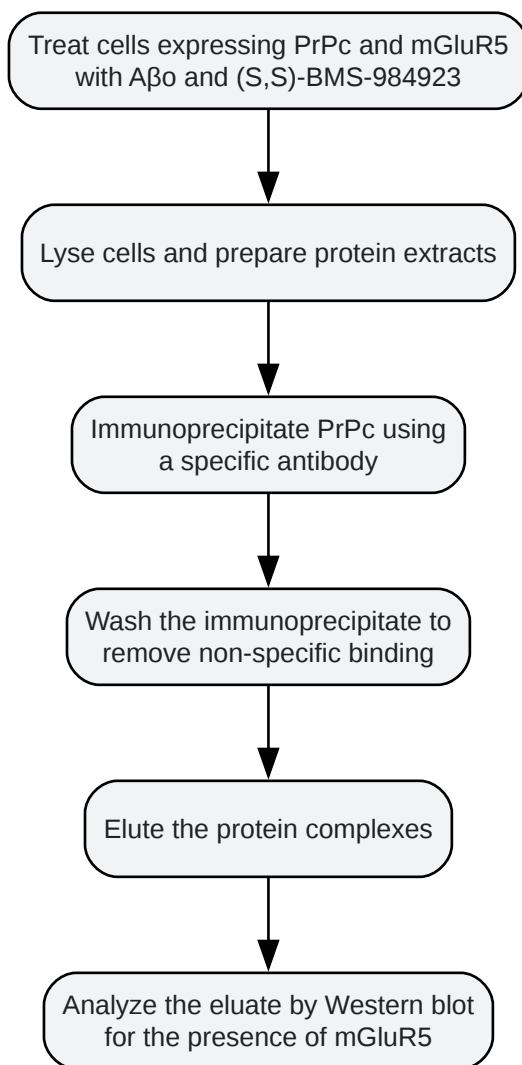 Treat cells expressing PrPc and mGluR5
with Aβo and (S,S)-BMS-984923
Lyse cells and prepare protein extracts
Immunoprecipitate PrPc using
a specific antibody
Wash the immunoprecipitate to
remove non-specific binding
Elute the protein complexes
Analyze the eluate by Western blot
for the presence of mGluR5